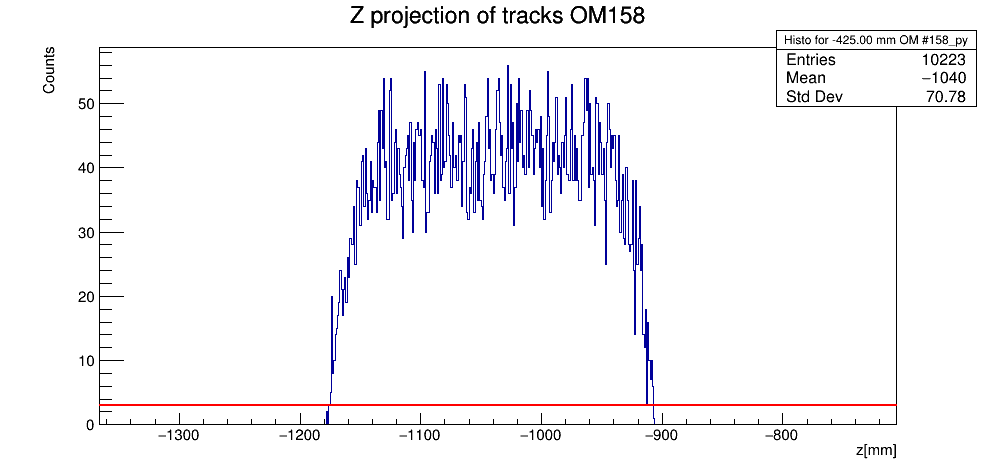 Z projection of tracks OM158
Histo for -425.00 mm OM #158_py
Entries 10223
Mean −1040
Std Dev 70.78
Counts
50
40
30
20
10
0
−1300 −1200 −1100 −1000 −900 −800
z[mm]